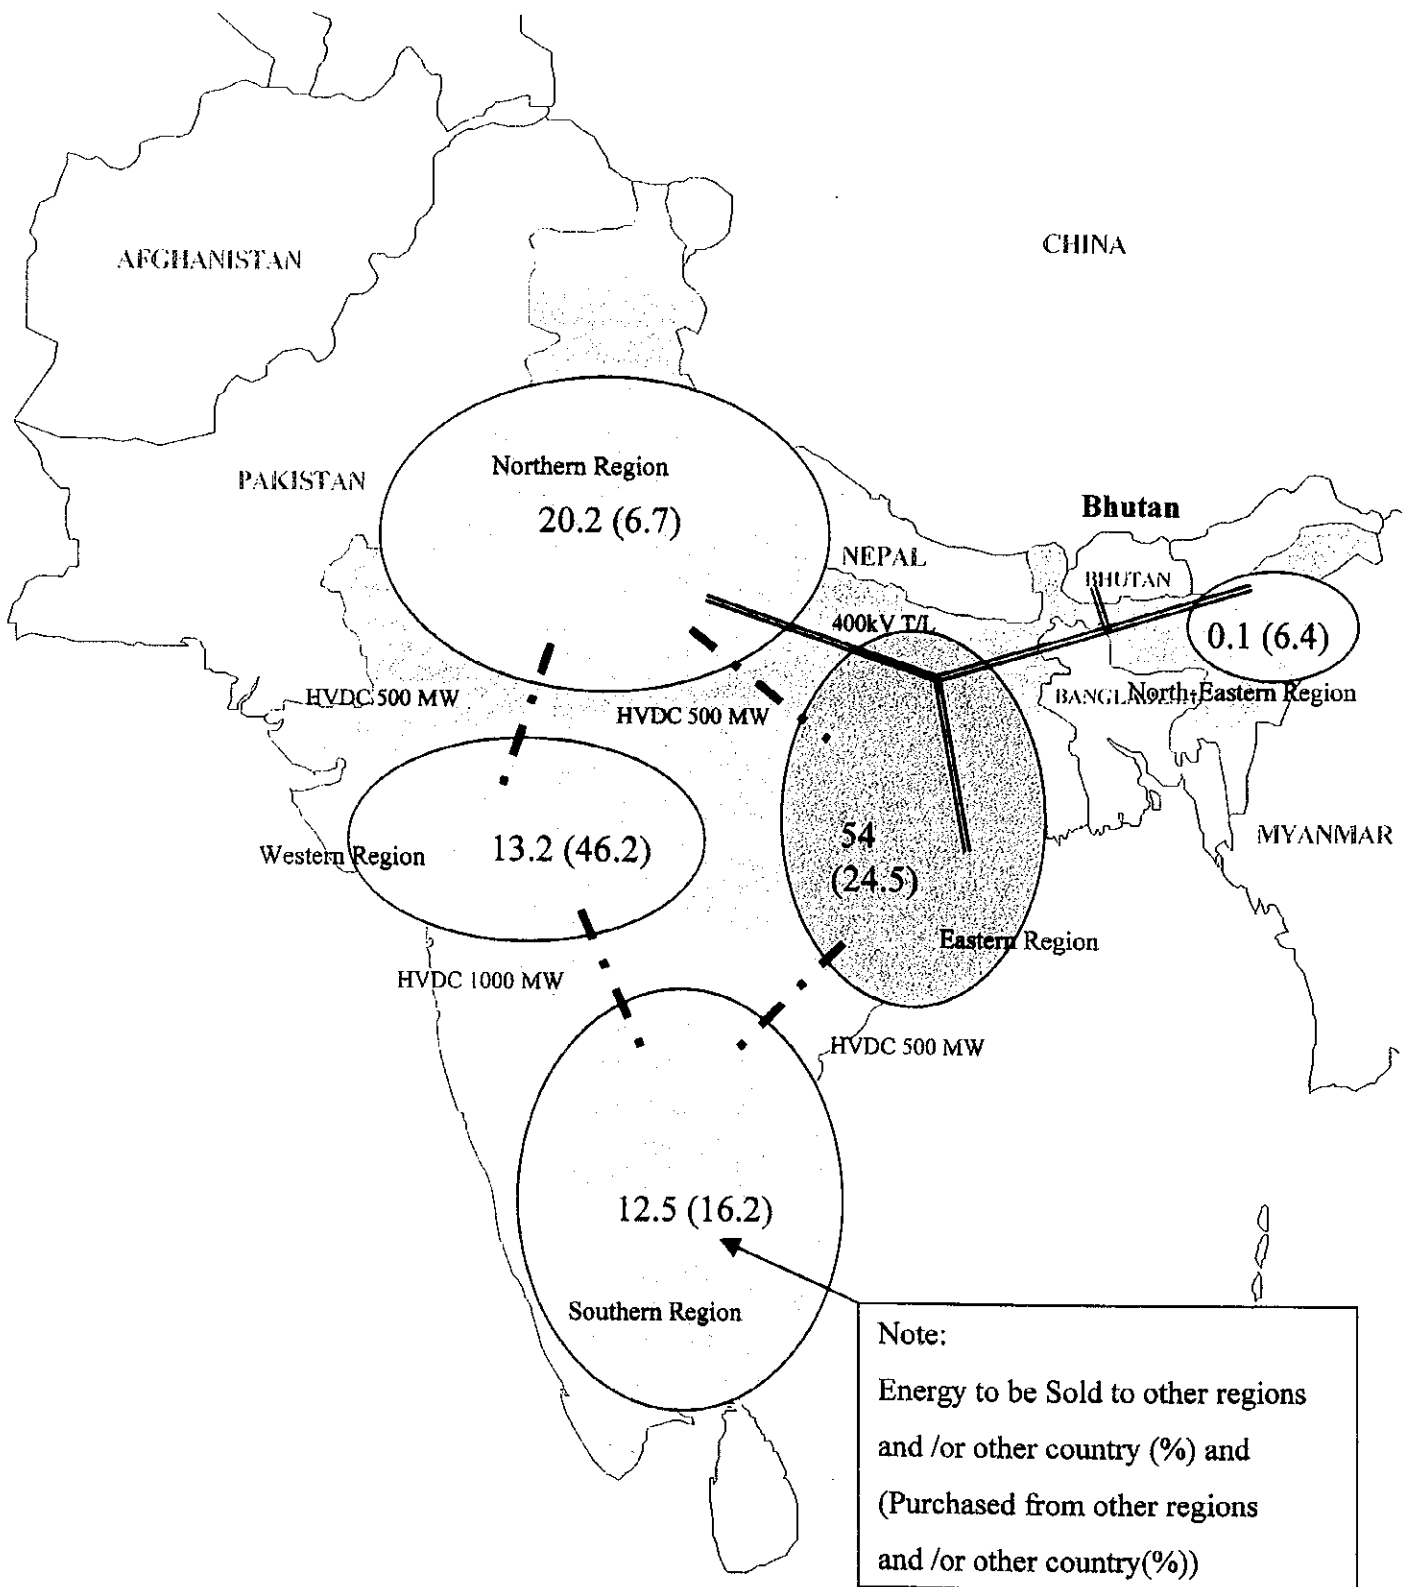 CHINA
AFGHANISTAN
Northern Region
PAKISTAN
20.2 (6.7)
Bhutan
NEPAL
BHUTAN
400kV T/L
0.1 (6.4)
HVDC 500 MW
HVDC 500 MW
North-Eastern Region
54
MYANMAR
Western Region
13.2 (46.2)
(24.5)
Eastern Region
HVDC 1000 MW
HVDC 500 MW
12.5 (16.2)
Southern Region
Note:
Energy to be Sold to other regions
and /or other country (%) and
(Purchased from other regions
and /or other country(%))